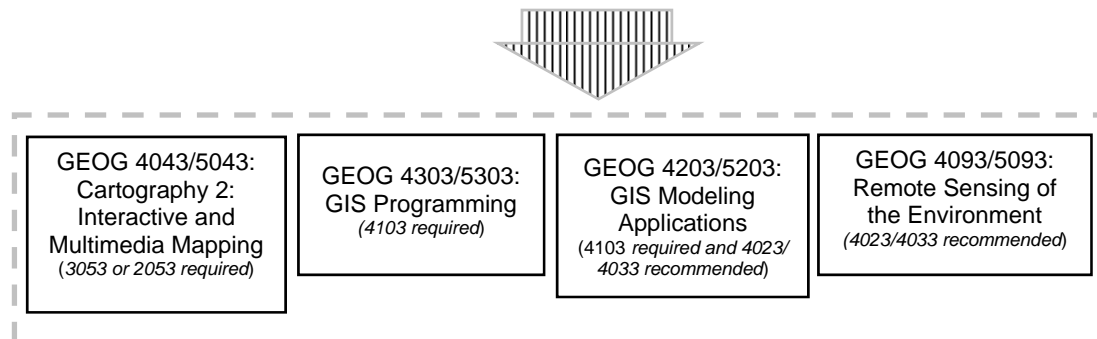 GEOG 4043/5043:
Cartography 2:
Interactive and
Multimedia Mapping
(3053 or 2053 required)
GEOG 4303/5303:
GIS Programming
(4103 required)
GEOG 4203/5203:
GIS Modeling
Applications
(4103 required and 4023/
4033 recommended)
GEOG 4093/5093:
Remote Sensing of
the Environment
(4023/4033 recommended)